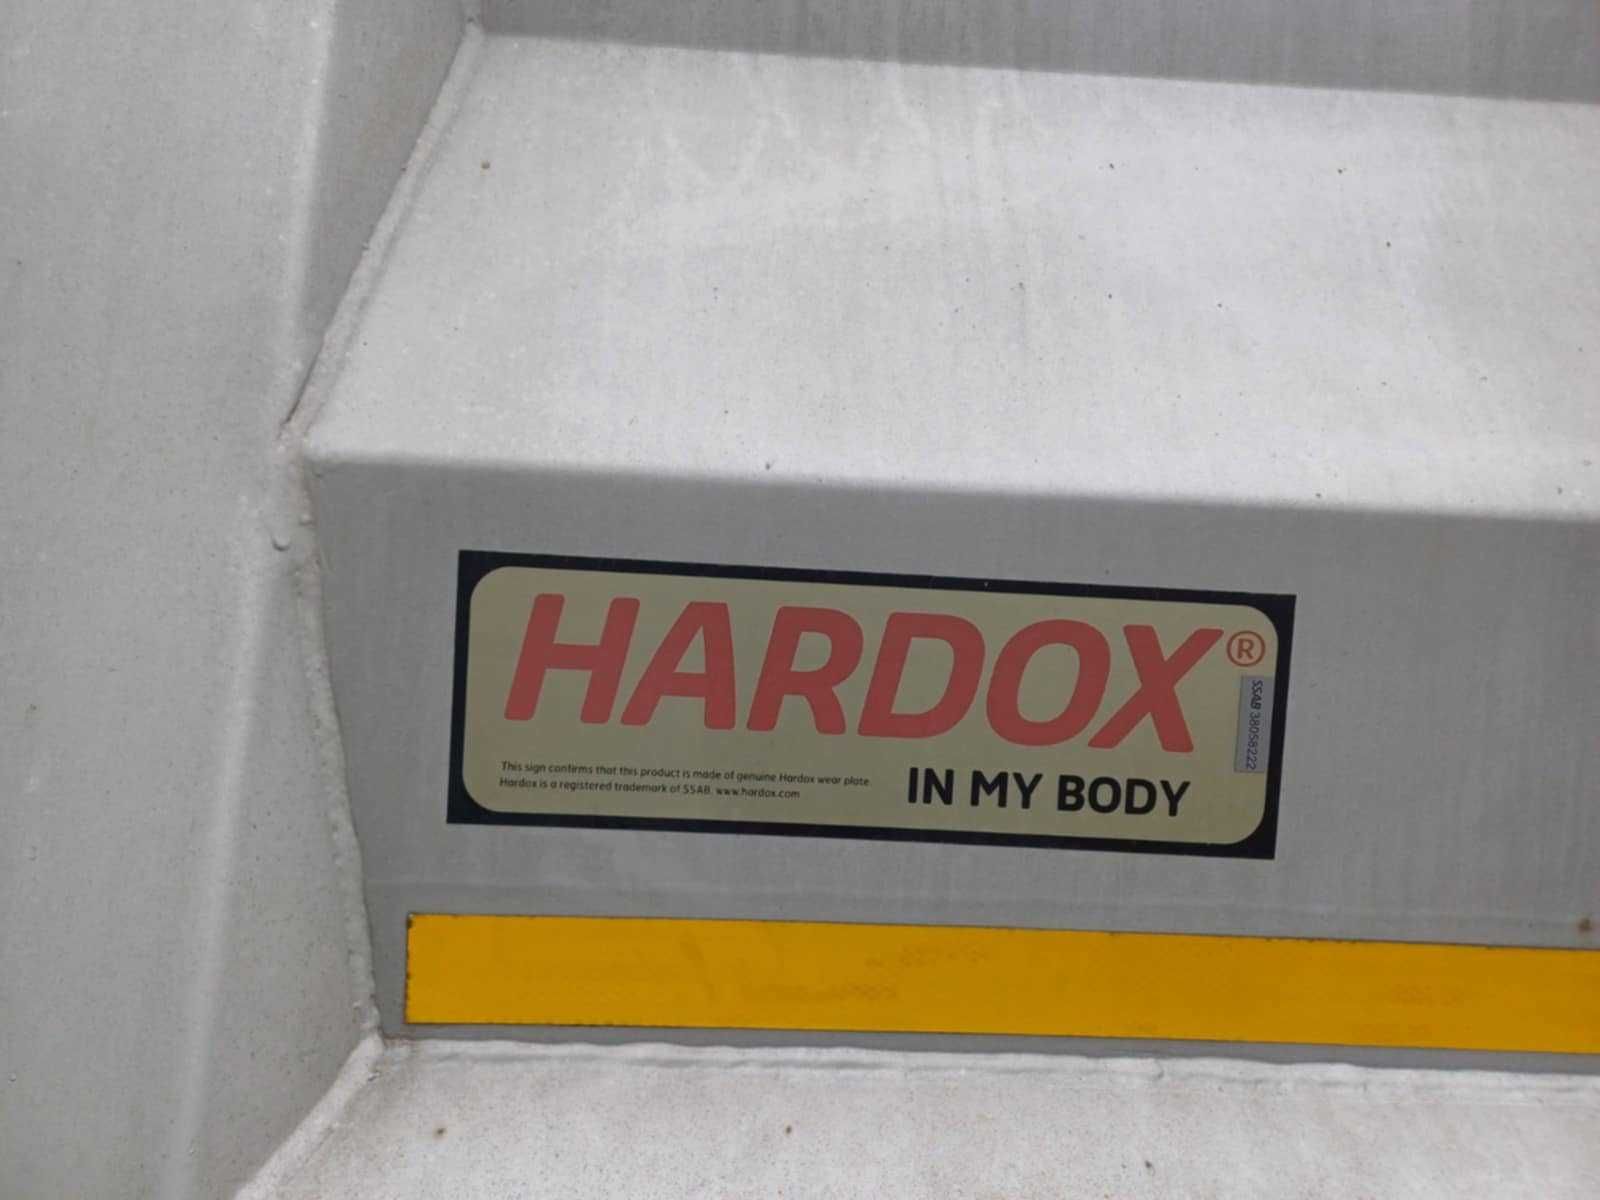 HARDOX®
SSAB 38058222
This sign confirms that this product is made of genuine Hardox wear plate.
Hardox is a registered trademark of SSAB. www.hardox.com
IN MY BODY